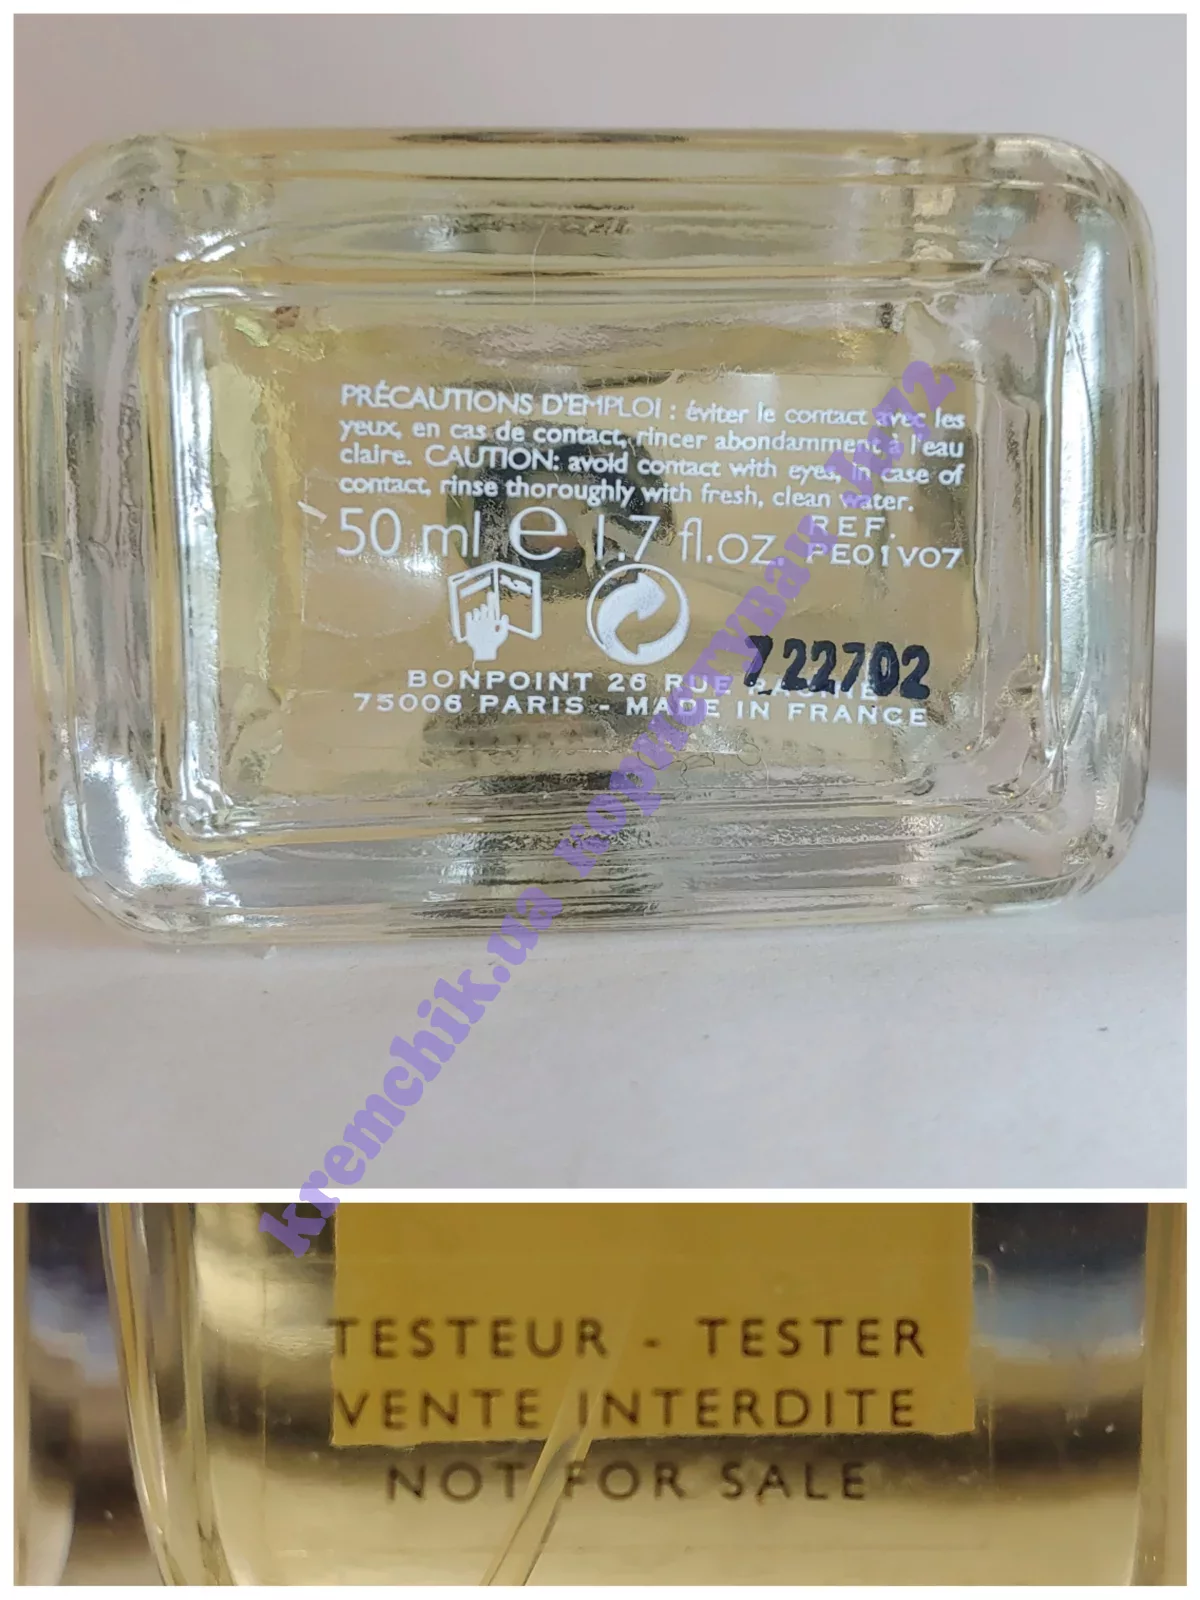 PRÉCAUTIONS D'EMPLOI : éviter le contact avec les
yeux, en cas de contact, rincer abondamment à l'eau
claire. CAUTION: avoid contact with eyes, in case of
contact, rinse thoroughly with fresh, clean water.
50 ml e 1.7 fl.oz. REF.
PE01V07
722702
BONPOINT 26 RUE
75006 PARIS - MADE IN FRANCE
kremchik.ua користувач
TESTEUR - TESTER
VENTE INTERDITE
NOT FOR SALE